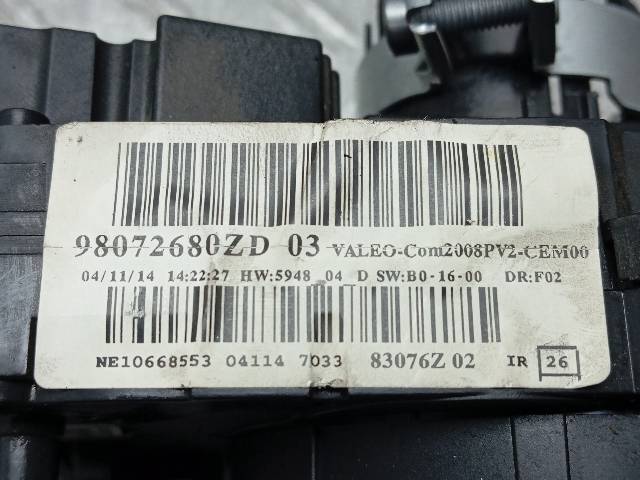 98072680ZD 03 VALEO-Com2008PV2-CEM00
04/11/14 14:22:27 HW:5948_04 D SW:B0-16-00 DR:F02
NE10668553 04114 7033 83076Z 02 IR 26